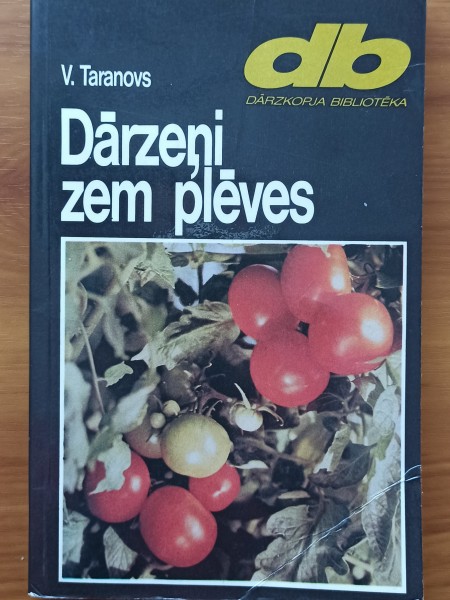 db
DĀRZKOPJA BIBLIOTĒKA
V. Taranovs
Dārzeņi
zem plēves